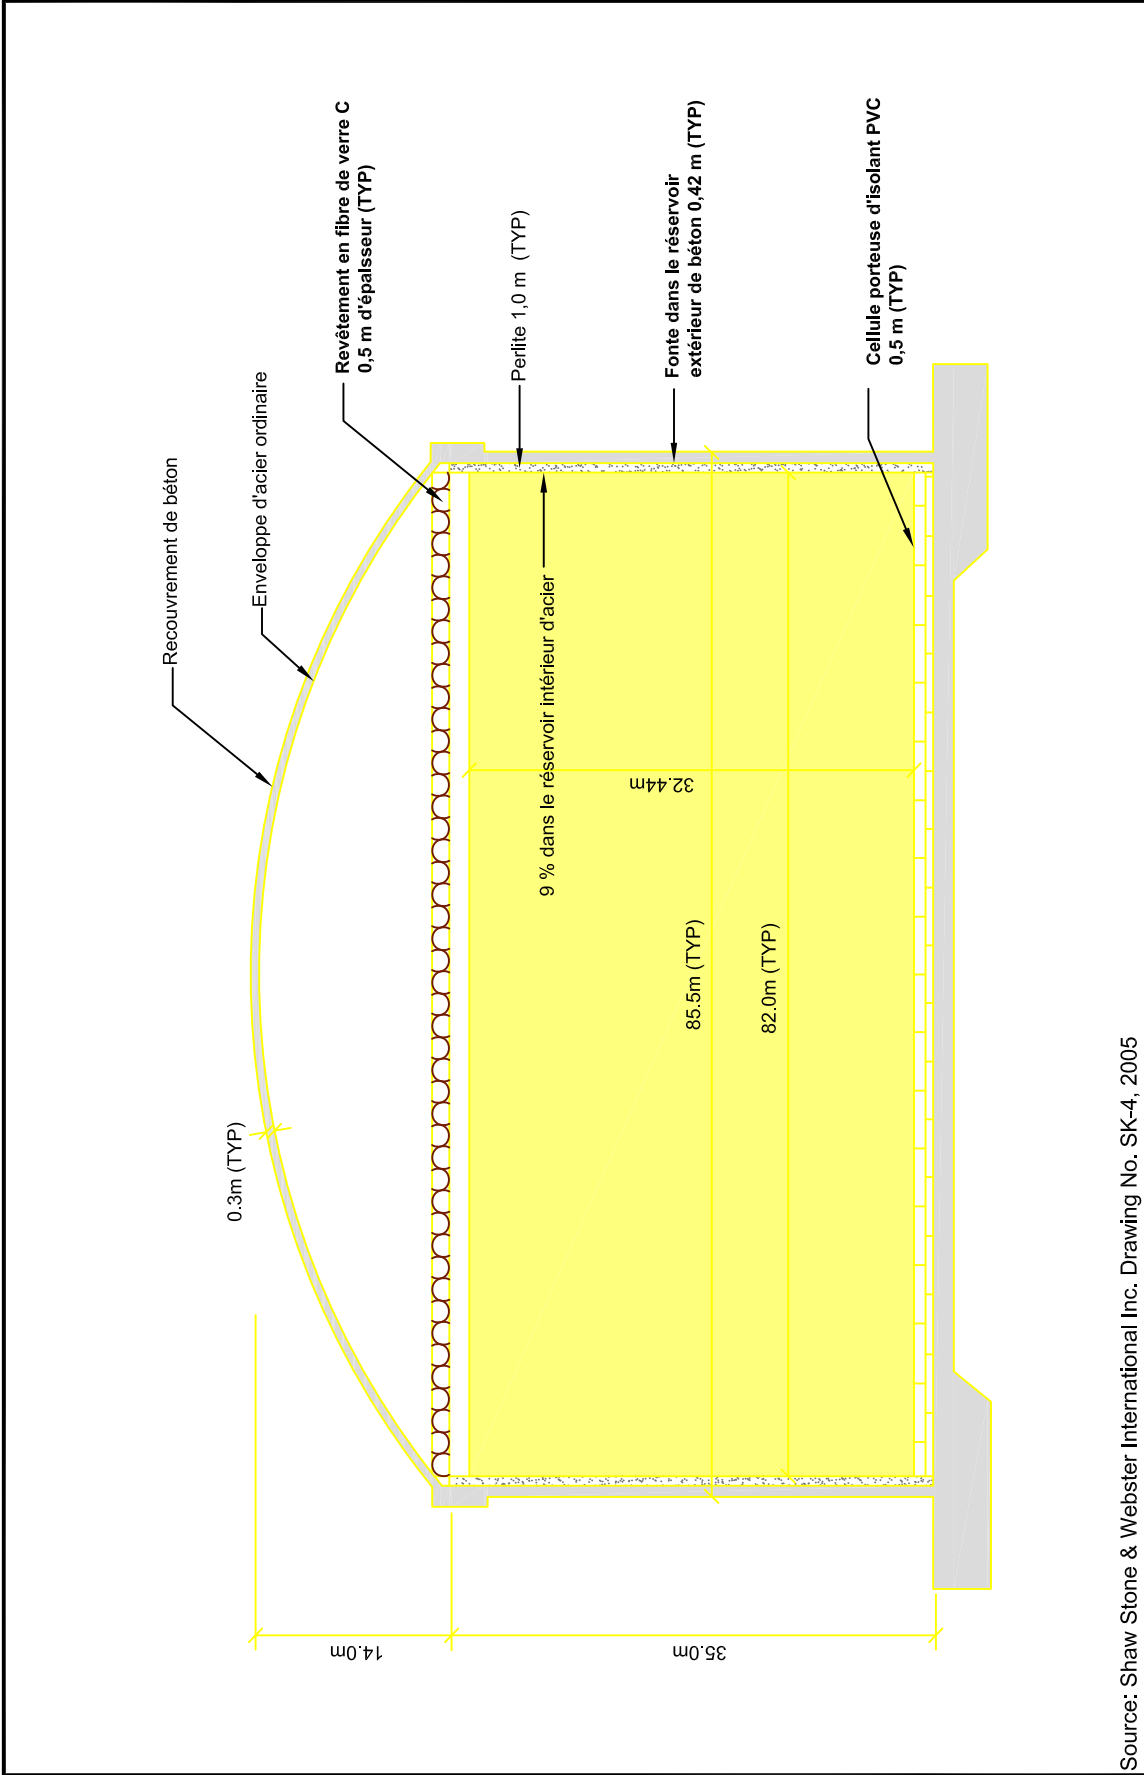 Recouvrement de béton
Enveloppe d'acier ordinaire
Revêtement en fibre de verre C
0,5 m d'épaisseur (TYP)
Perlite 1,0 m (TYP)
Fonte dans le réservoir
extérieur de béton 0,42 m (TYP)
Cellule porteuse d'isolant PVC
0,5 m (TYP)
9 % dans le réservoir intérieur d'acier
32.44m
85.5m (TYP)
82.0m (TYP)
0.3m (TYP)
14.0m
35.0m
Source: Shaw Stone & Webster International Inc. Drawing No. SK-4, 2005